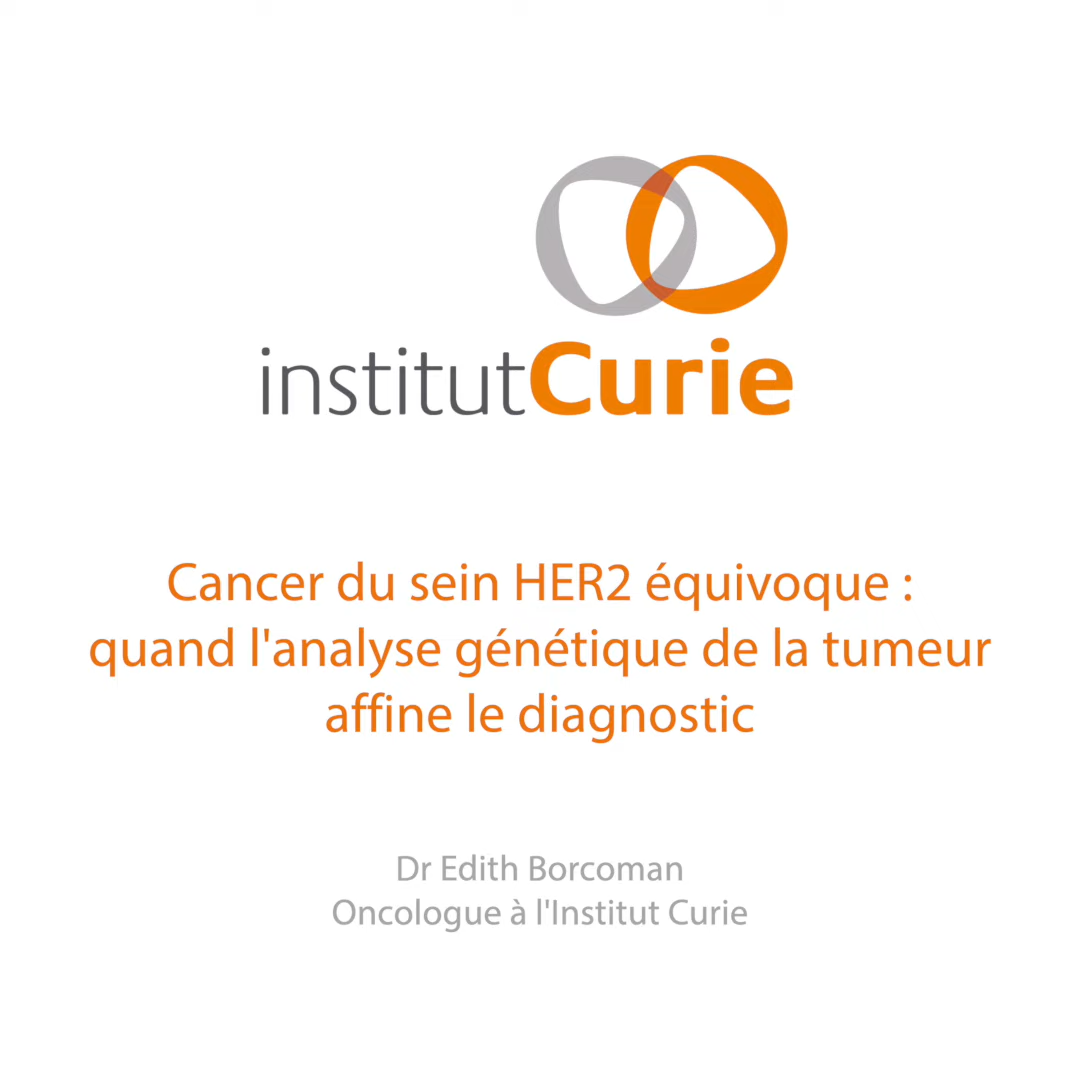 institutCurie
Cancer du sein HER2 équivoque :
quand l'analyse génétique de la tumeur
affine le diagnostic
Dr Edith Borcoman
Oncologue à l'Institut Curie